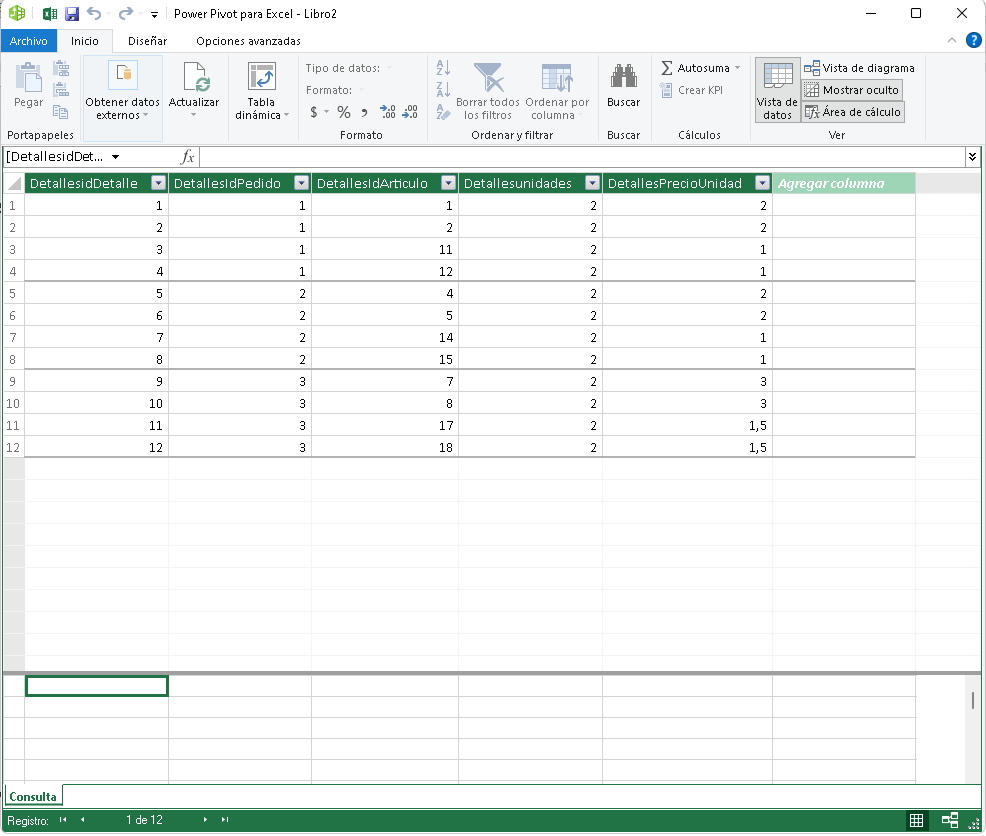 Power Pivot para Excel - Libro2
Archivo Inicio Diseñar Opciones avanzadas
Pegar
Portapapeles
Obtener datos externos
Actualizar
Tabla dinámica
Tipo de datos:
Formato:
$ % , ,00 ,00
Formato
Borrar todos los filtros
Ordenar por columna
Ordenar y filtrar
Buscar
Buscar
Autosuma
Crear KPI
Cálculos
Vista de datos
Vista de diagrama
Mostrar oculto
Área de cálculo
Ver
[DetallesidDet... fx
DetallesidDetalle DetallesIdPedido DetallesIdArticulo Detallesunidades DetallesPrecioUnidad Agregar columna
1 1 1 1 2 2
2 2 1 2 2 2
3 3 1 11 2 1
4 4 1 12 2 1
5 5 2 4 2 2
6 6 2 5 2 2
7 7 2 14 2 1
8 8 2 15 2 1
9 9 3 7 2 3
10 10 3 8 2 3
11 11 3 17 2 1,5
12 12 3 18 2 1,5
Consulta
Registro: 1 de 12